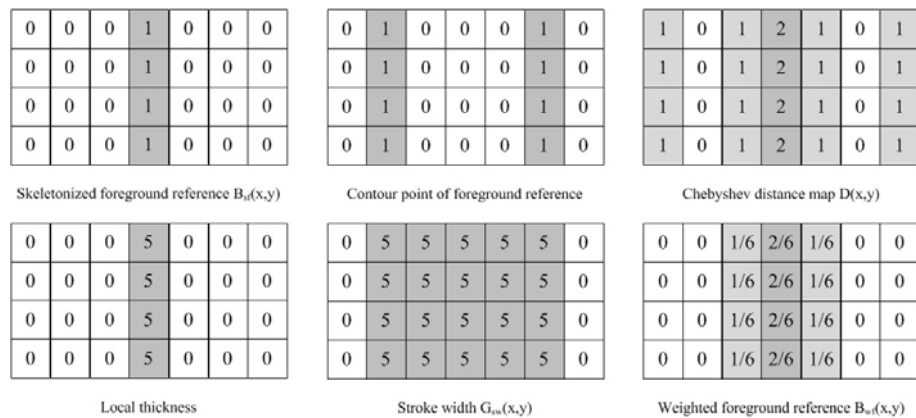 0 0 0 1 0 0 0
0 0 0 1 0 0 0
0 0 0 1 0 0 0
0 0 0 1 0 0 0
Skeletonized foreground reference B_sf(x,y)
0 1 0 0 0 1 0
0 1 0 0 0 1 0
0 1 0 0 0 1 0
0 1 0 0 0 1 0
Contour point of foreground reference
1 0 1 2 1 0 1
1 0 1 2 1 0 1
1 0 1 2 1 0 1
1 0 1 2 1 0 1
Chebyshev distance map D(x,y)
0 0 0 5 0 0 0
0 0 0 5 0 0 0
0 0 0 5 0 0 0
0 0 0 5 0 0 0
Local thickness
0 5 5 5 5 5 0
0 5 5 5 5 5 0
0 5 5 5 5 5 0
0 5 5 5 5 5 0
Stroke width G_sw(x,y)
0 0 1/6 2/6 1/6 0 0
0 0 1/6 2/6 1/6 0 0
0 0 1/6 2/6 1/6 0 0
0 0 1/6 2/6 1/6 0 0
Weighted foreground reference B_wf(x,y)